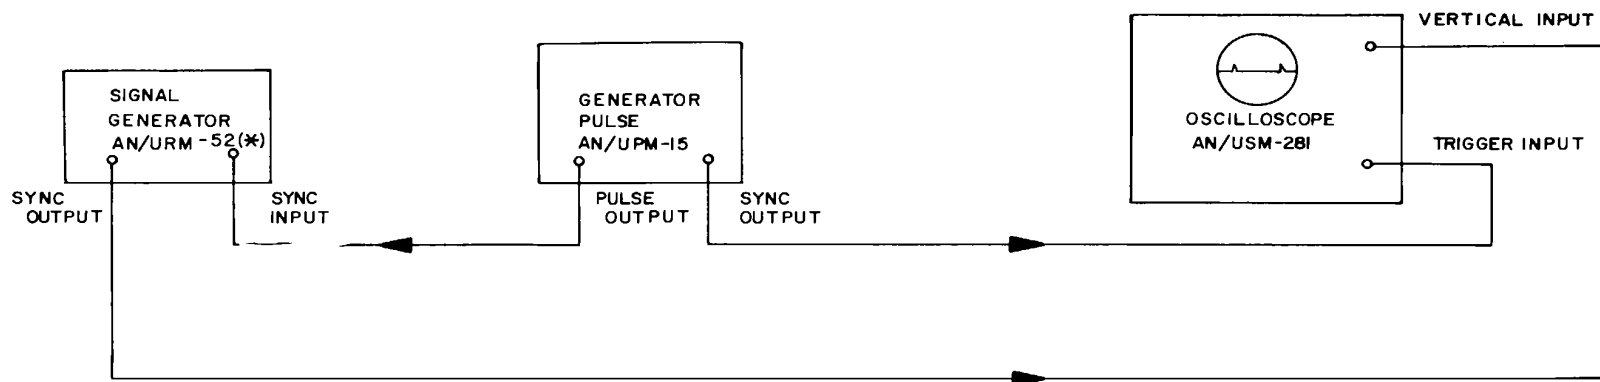 SIGNAL
GENERATOR
AN/URM-52(*)
SYNC
OUTPUT
SYNC
INPUT
GENERATOR
PULSE
AN/UPM-15
PULSE
OUTPUT
SYNC
OUTPUT
OSCILLOSCOPE
AN/USM-281
VERTICAL INPUT
TRIGGER INPUT